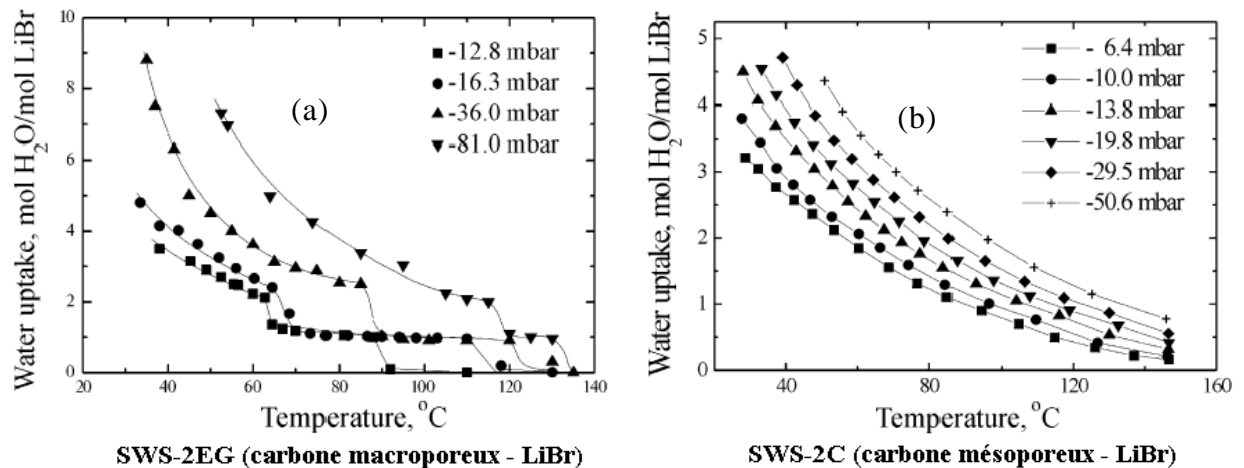 Water uptake, mol H₂O/mol LiBr
10
8
6
4
2
0
(a)
-12.8 mbar
-16.3 mbar
-36.0 mbar
-81.0 mbar
20 40 60 80 100 120 140
Temperature, °C
SWS-2EG (carbone macroporeux - LiBr)
Water uptake, mol H₂O/mol LiBr
5
4
3
2
1
0
(b)
- 6.4 mbar
-10.0 mbar
-13.8 mbar
-19.8 mbar
-29.5 mbar
-50.6 mbar
40 80 120 160
Temperature, °C
SWS-2C (carbone mésoporeux - LiBr)